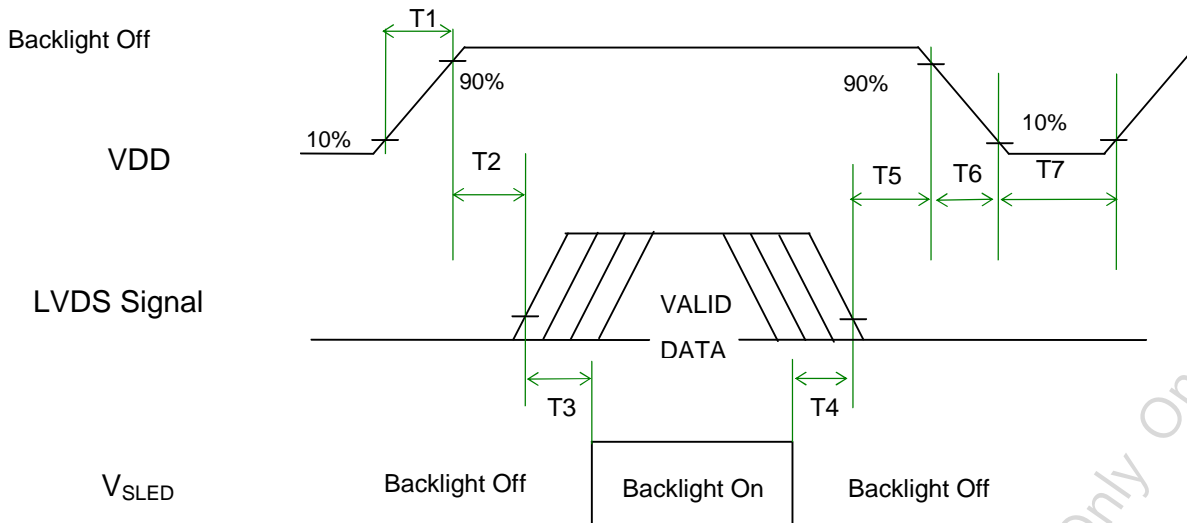 T1
Backlight Off
90%
90%
10%
10%
VDD
T2
T5
T6
T7
LVDS Signal
VALID
DATA
T3
T4
VSLED
Backlight Off
Backlight On
Backlight Off
Only